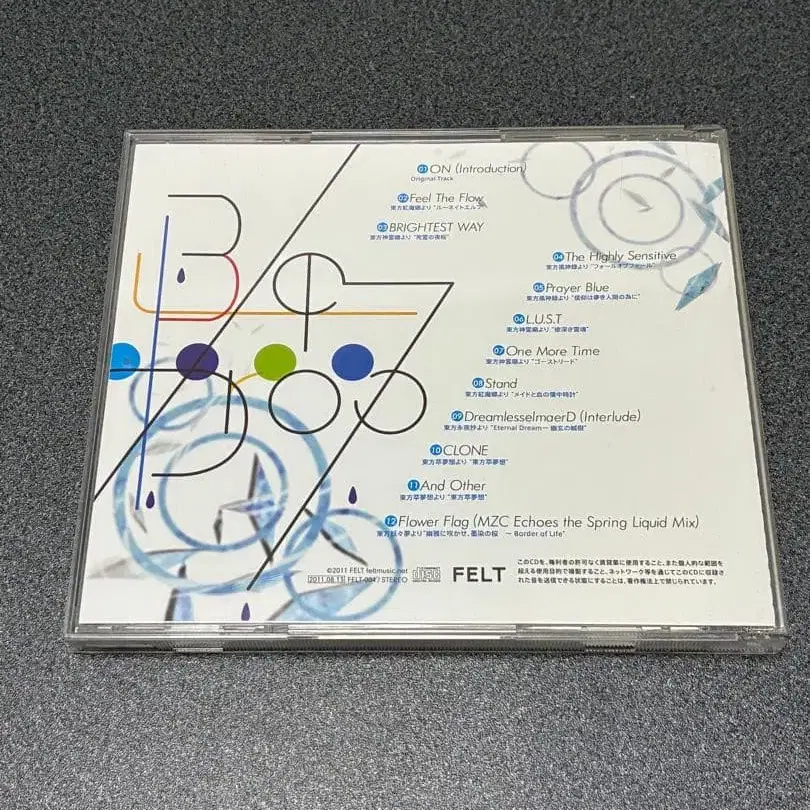 01 ON (Introduction)
Original Track
02 Feel The Flow
東方紅魔郷より "ルーネイトエルフ"
03 BRIGHTEST WAY
東方神霊廟より "死霊の夜桜"
04 The Highly Sensitive
東方風神録より "フォールオブフォール"
05 Prayer Blue
東方風神録より "信仰は儚き人間の為に"
06 L.U.S.T
東方神霊廟より "欲深き霊魂"
07 One More Time
東方神霊廟より "ゴーストリード"
08 Stand
東方紅魔郷より "メイドと血の懐中時計"
09 DreamlesselmaerD (Interlude)
東方永夜抄より "Eternal Dream ー 幽玄の槭樹"
10 CLONE
東方萃夢想より "東方萃夢想"
11 And Other
東方萃夢想より "東方萃夢想"
12 Flower Flag (MZC Echoes the Spring Liquid Mix)
東方妖々夢より "幽雅に咲かせ、墨染の桜 ～ Border of Life"
©2011 FELT feltmusic.net
2011.08.13 FELT-004 / STEREO
FELT
このCDを、権利者の許可なく賃貸業に使用すること、また個人的な範囲を
超える使用目的で複製すること、ネットワーク等を通じてこのCDに収録さ
れた音を送信できる状態にすることは、著作権法上で禁じられています。